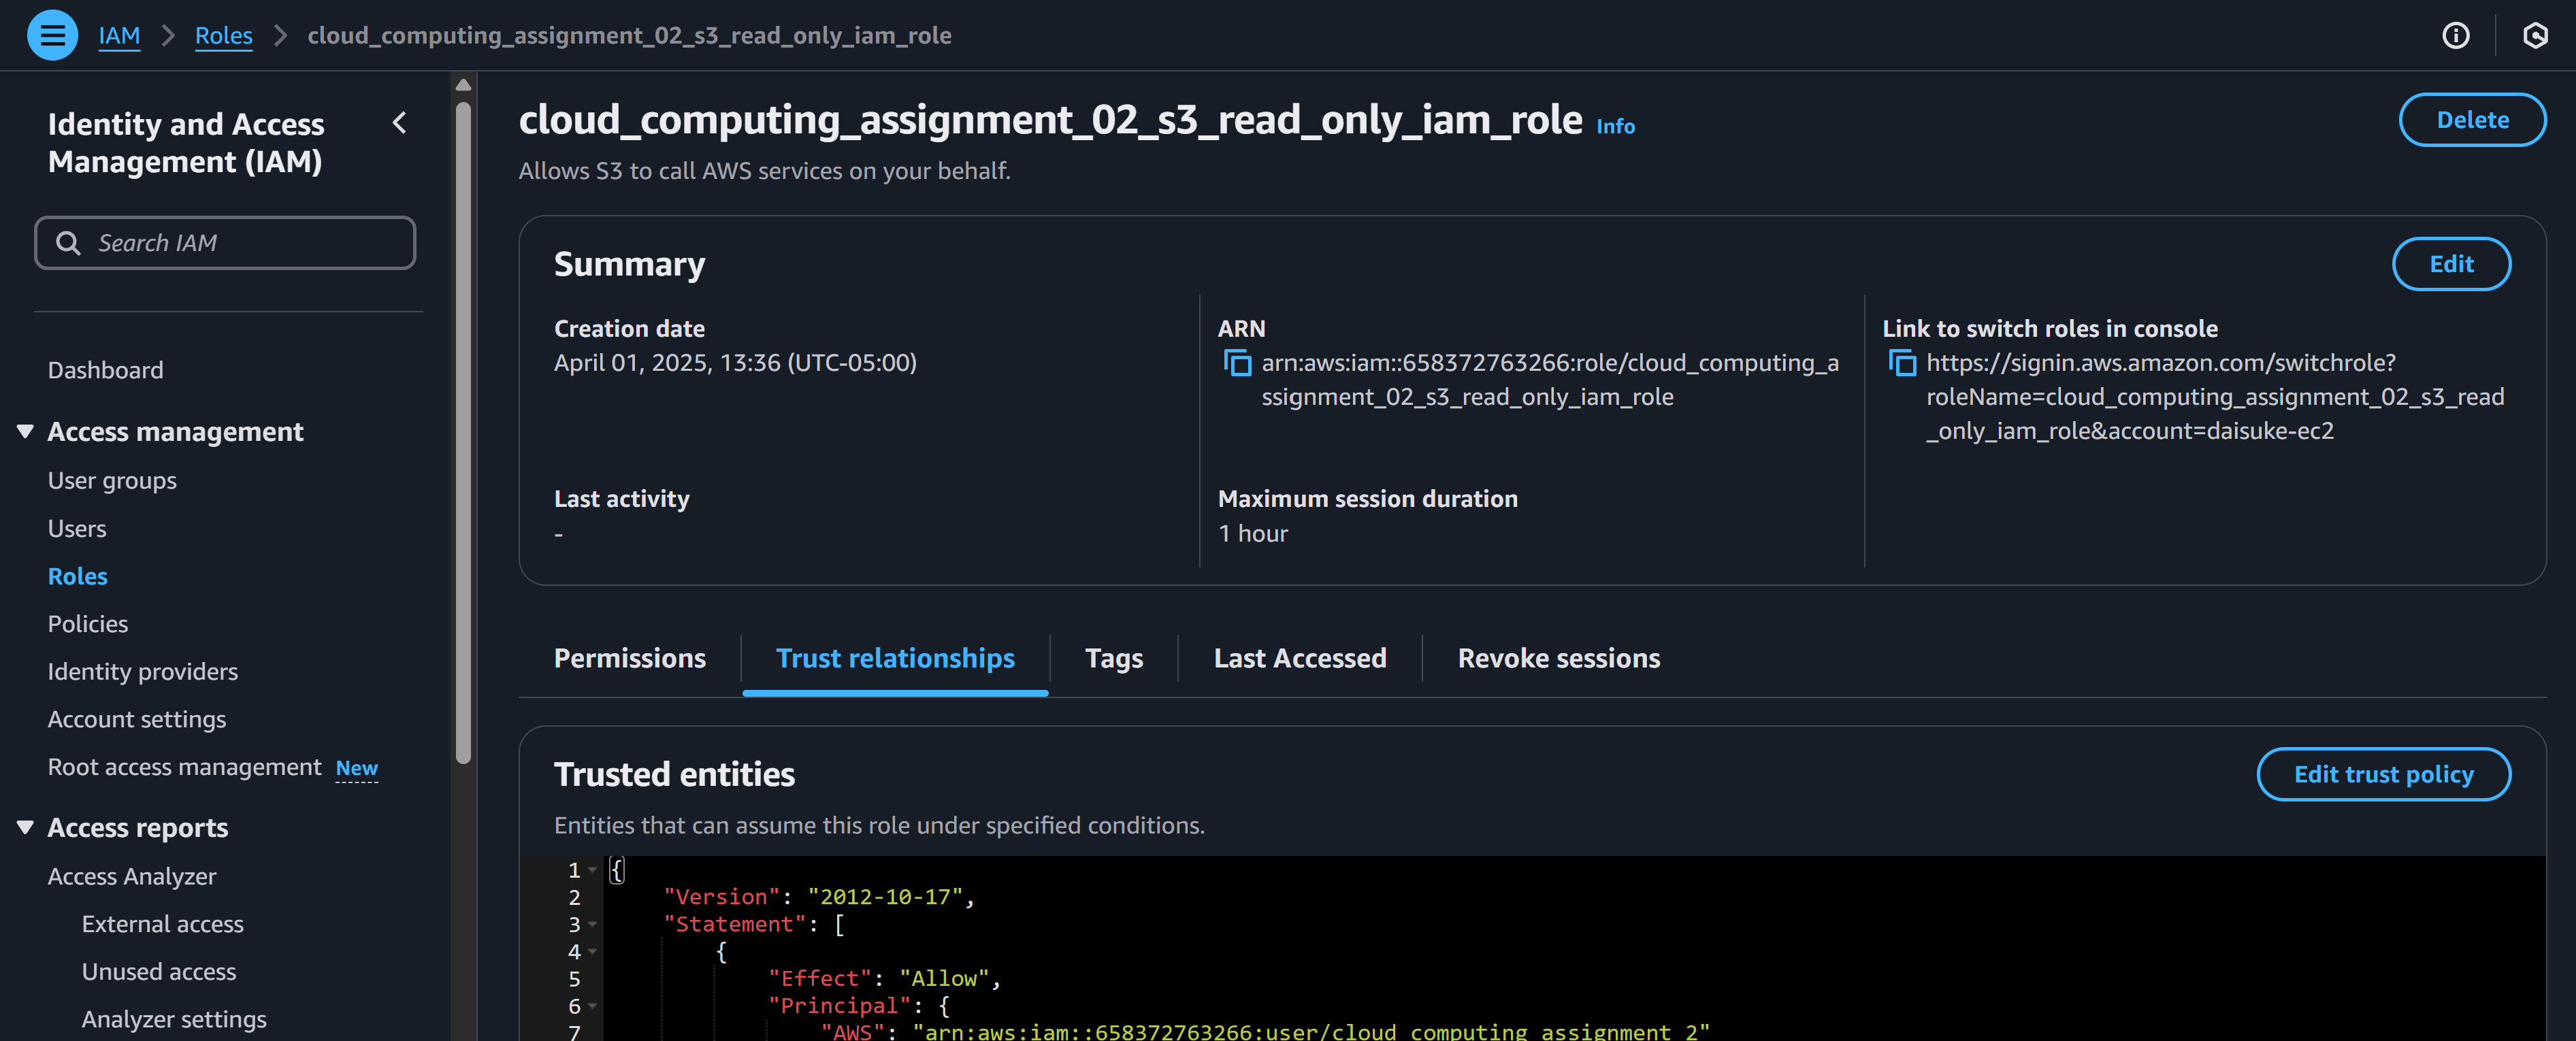 IAM > Roles > cloud_computing_assignment_02_s3_read_only_iam_role
Identity and Access
Management (IAM)
Search IAM
Dashboard
Access management
User groups
Users
Roles
Policies
Identity providers
Account settings
Root access management New
Access reports
Access Analyzer
External access
Unused access
Analyzer settings
cloud_computing_assignment_02_s3_read_only_iam_role Info
Delete
Allows S3 to call AWS services on your behalf.
Summary
Edit
Creation date
April 01, 2025, 13:36 (UTC-05:00)
ARN
arn:aws:iam::658372763266:role/cloud_computing_a
ssignment_02_s3_read_only_iam_role
Link to switch roles in console
https://signin.aws.amazon.com/switchrole?
roleName=cloud_computing_assignment_02_s3_read
_only_iam_role&account=daisuke-ec2
Last activity
-
Maximum session duration
1 hour
Permissions
Trust relationships
Tags
Last Accessed
Revoke sessions
Trusted entities
Edit trust policy
Entities that can assume this role under specified conditions.
1 {
2 "Version": "2012-10-17",
3 "Statement": [
4 {
5 "Effect": "Allow",
6 "Principal": {
7 "AWS": "arn:aws:iam::658372763266:user/cloud_computing_assignment_2"